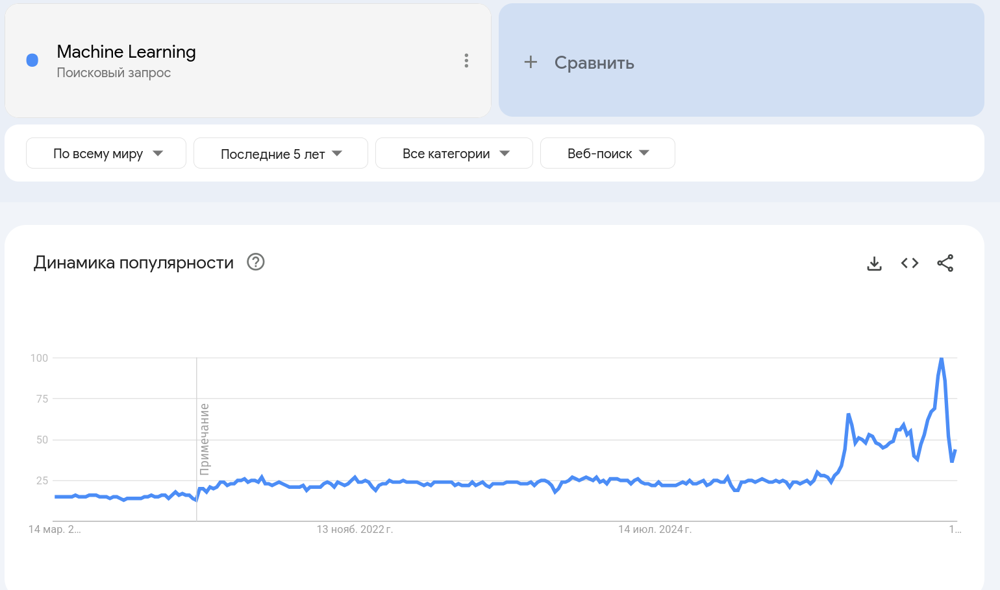 Machine Learning
Поисковый запрос
Сравнить
По всему миру
Последние 5 лет
Все категории
Веб-поиск
Динамика популярности
100
75
50
25
Примечание
14 мар. 2...
13 нояб. 2022 г.
14 июл. 2024 г.
1...